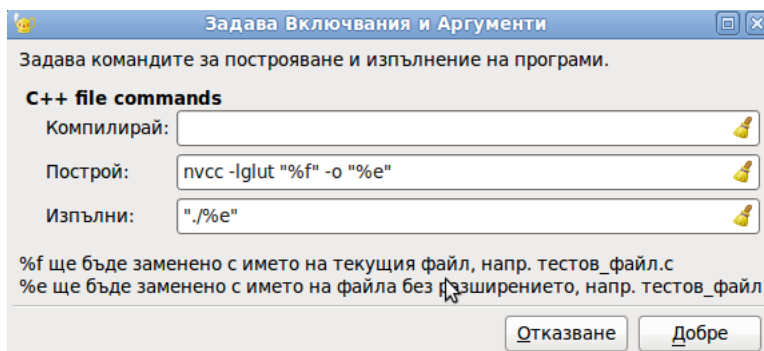 Задава Включвания и Аргументи
Задава командите за построяване и изпълнение на програми.
C++ file commands
Компилирай:
Построй: nvcc -lglut "%f" -o "%e"
Изпълни: "./%e"
%f ще бъде заменено с името на текущия файл, напр. тестов_файл.c
%e ще бъде заменено с името на файла без разширението, напр. тестов_файл
Отказване Добре